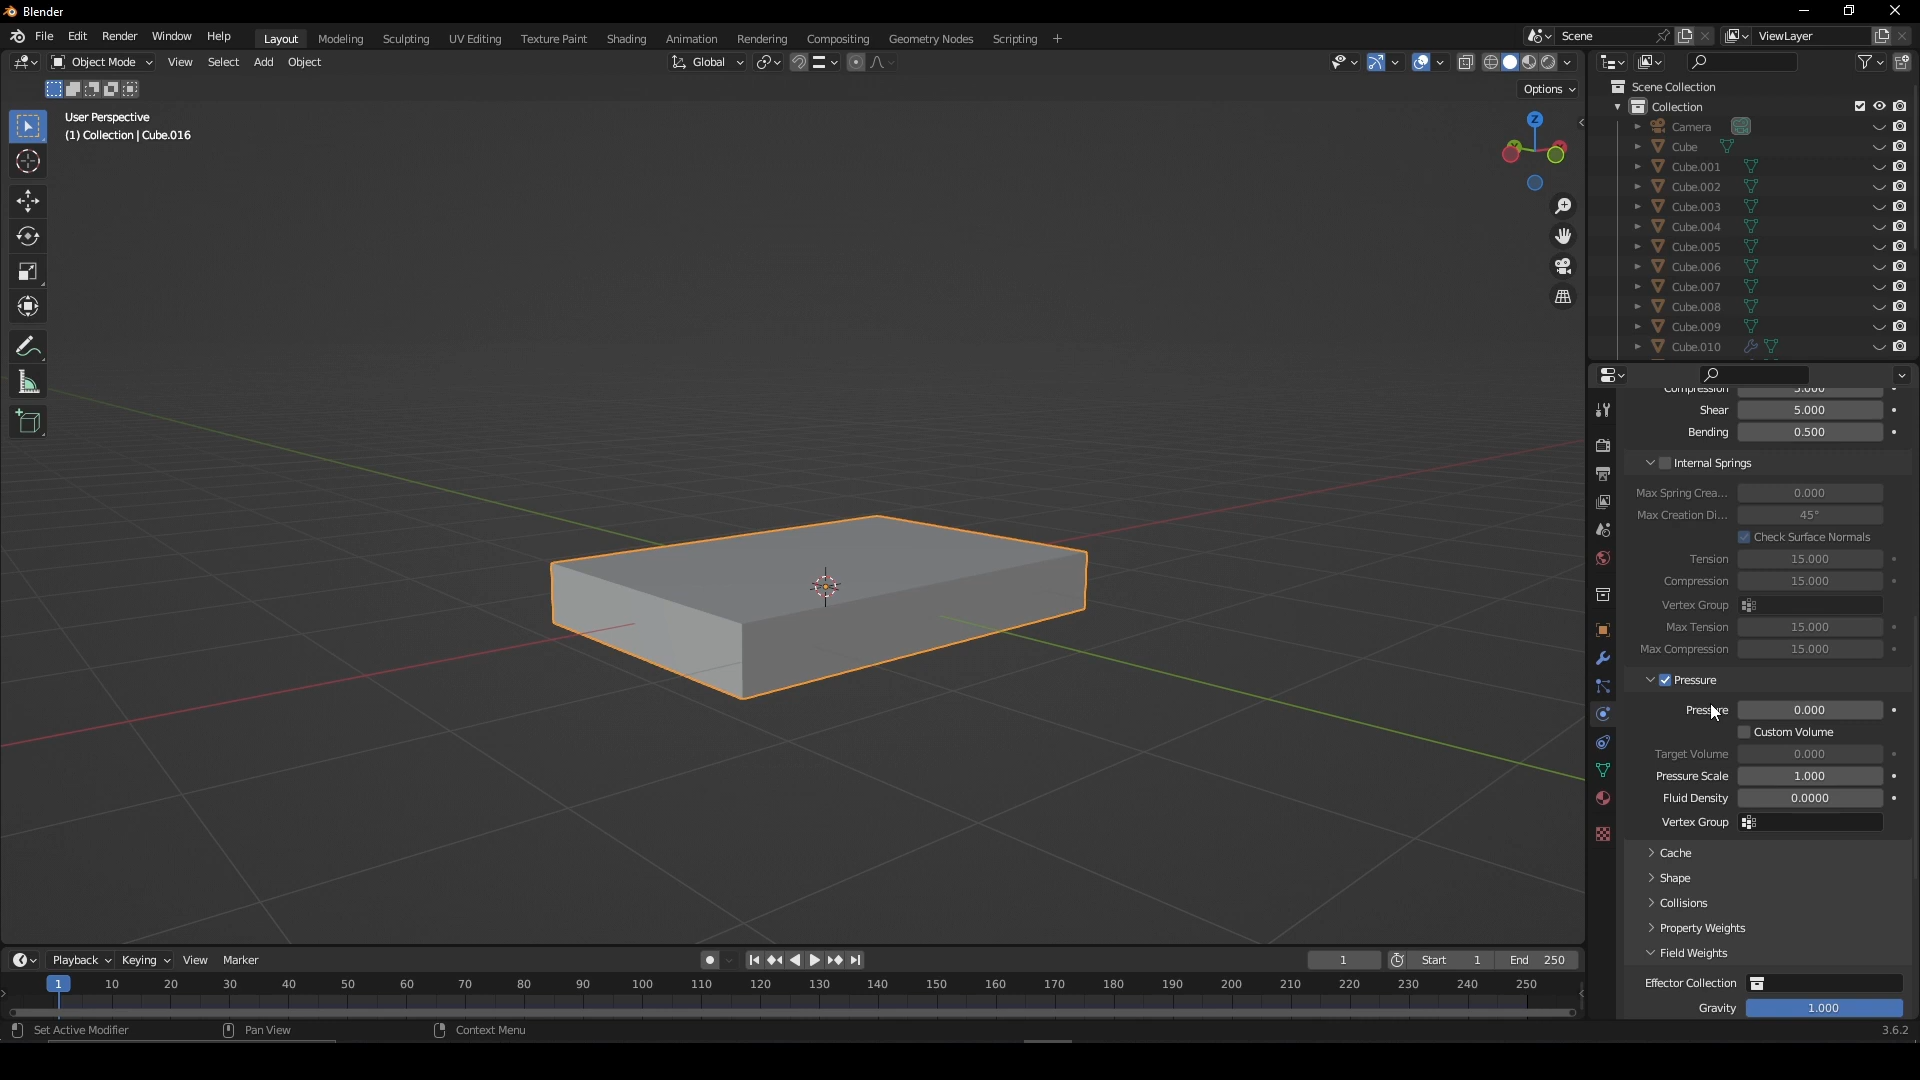 Blender
File Edit Render Window Help Layout Modeling Sculpting UV Editing Texture Paint Shading Animation Rendering Compositing Geometry Nodes Scripting + Scene ViewLayer
Object Mode View Select Add Object Global
Options
User Perspective
(1) Collection | Cube.016
Z
Scene Collection
Collection
Camera
Cube
Cube.001
Cube.002
Cube.003
Cube.004
Cube.005
Cube.006
Cube.007
Cube.008
Cube.009
Cube.010
Compression 5.000
Shear 5.000
Bending 0.500
Internal Springs
Max Spring Crea... 0.000
Max Creation Di... 45°
Check Surface Normals
Tension 15.000
Compression 15.000
Vertex Group
Max Tension 15.000
Max Compression 15.000
Pressure
Pressure 0.000
Custom Volume
Target Volume 0.000
Pressure Scale 1.000
Fluid Density 0.0000
Vertex Group
Cache
Shape
Collisions
Property Weights
Field Weights
Effector Collection
Gravity 1.000
Playback Keying View Marker 1 Start 1 End 250
1 10 20 30 40 50 60 70 80 90 100 110 120 130 140 150 160 170 180 190 200 210 220 230 240 250
Set Active Modifier Pan View Context Menu 3.6.2